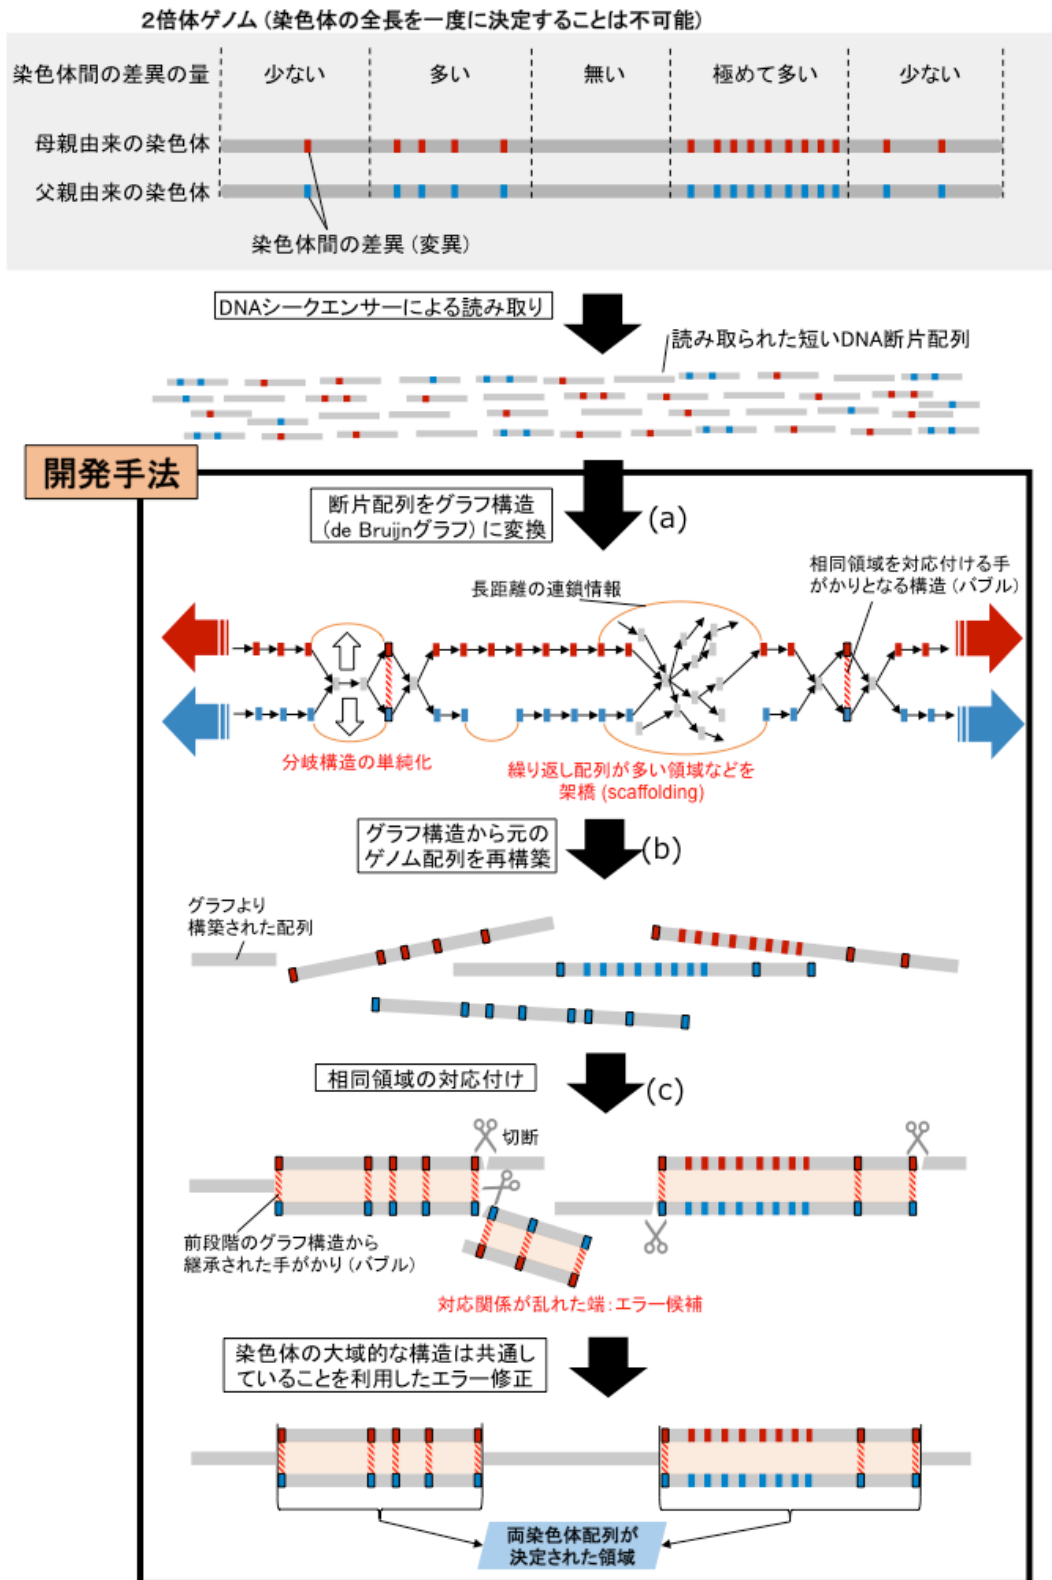 2倍体ゲノム (染色体の全長を一度に決定することは不可能)
染色体間の差異の量
少ない
多い
無い
極めて多い
少ない
母親由来の染色体
父親由来の染色体
染色体間の差異 (変異)
DNAシークエンサーによる読み取り
読み取られた短いDNA断片配列
開発手法
断片配列をグラフ構造
(de Bruijnグラフ) に変換
(a)
相同領域を対応付ける手
がかりとなる構造 (バブル)
長距離の連鎖情報
分岐構造の単純化
繰り返し配列が多い領域などを
架橋 (scaffolding)
グラフ構造から元の
ゲノム配列を再構築
(b)
グラフより
構築された配列
相同領域の対応付け
(c)
切断
前段階のグラフ構造から
継承された手がかり (バブル)
対応関係が乱れた端：エラー候補
染色体の大域的な構造は共通し
ていることを利用したエラー修正
両染色体配列が
決定された領域